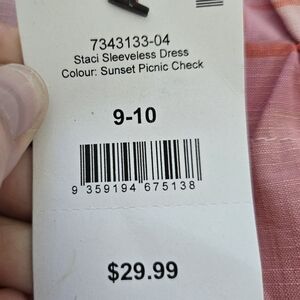 7343133-04
Staci Sleeveless Dress
Colour: Sunset Picnic Check
9-10
9 359194 675138
$29.99